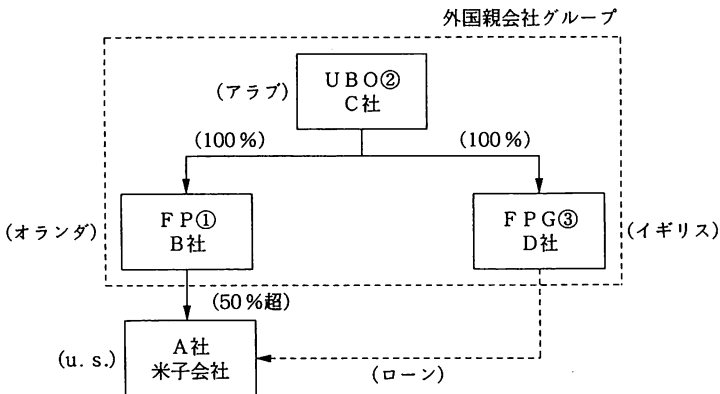 外国親会社グループ
(アラブ)
UBO②
C社
(100%)
(100%)
(オランダ)
FP①
B社
FPG③
D社
(イギリス)
(50%超)
(u. s.)
A社
米子会社
(ローン)